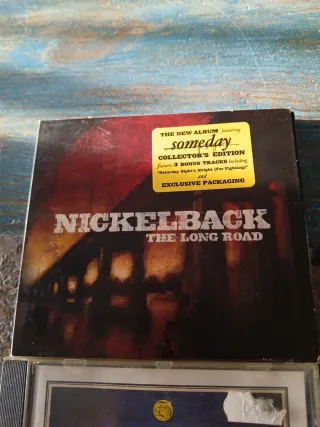 THE NEW ALBUM featuring
someday
COLLECTOR'S EDITION
features 3 BONUS TRACKS including
"Saturday Night's Alright (For Fighting)"
and
EXCLUSIVE PACKAGING
NICKELBACK
THE LONG ROAD